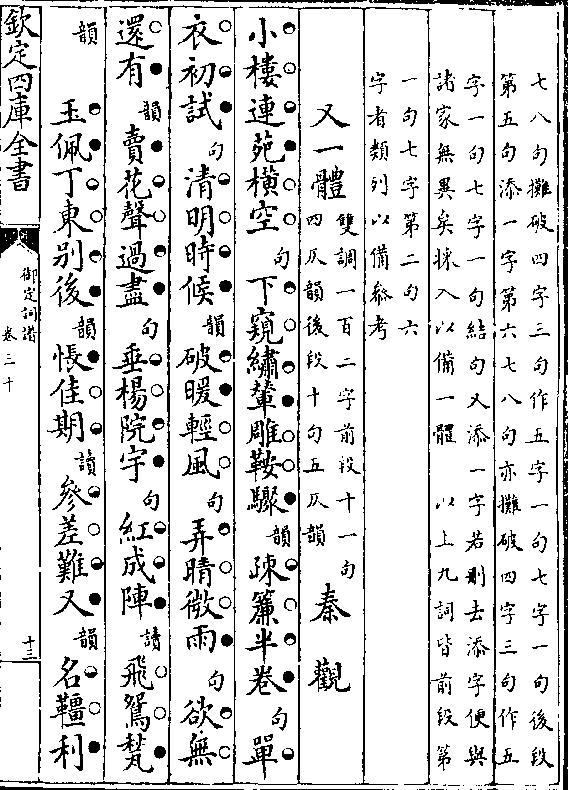 七八句攤破四字三句作五字一句七字一句後段
第五句添一字第六七八句亦攤破四字三句作五
字一句七字一句結句又添一字若刪去添字便與
諸家無異矣採入以備一體　以上九詞皆前段第
一句七字第二句六
字者類列以備參考
又一體
雙調一百二字前段十一句
四仄韻後段十句五仄韻
秦觀
小樓連苑橫空句下窺繡轂雕鞍驟韻疎簾半卷句單
衣初試句清明時候韻破暖輕風句弄晴微雨句欲無
還有韻賣花聲過盡句垂楊院宇句紅成陣讀飛鴛甃
韻　玉佩丁東别後韻悵佳期讀參差難又韻名韁利
欽定四庫全書
御定詞譜
卷三十
十三